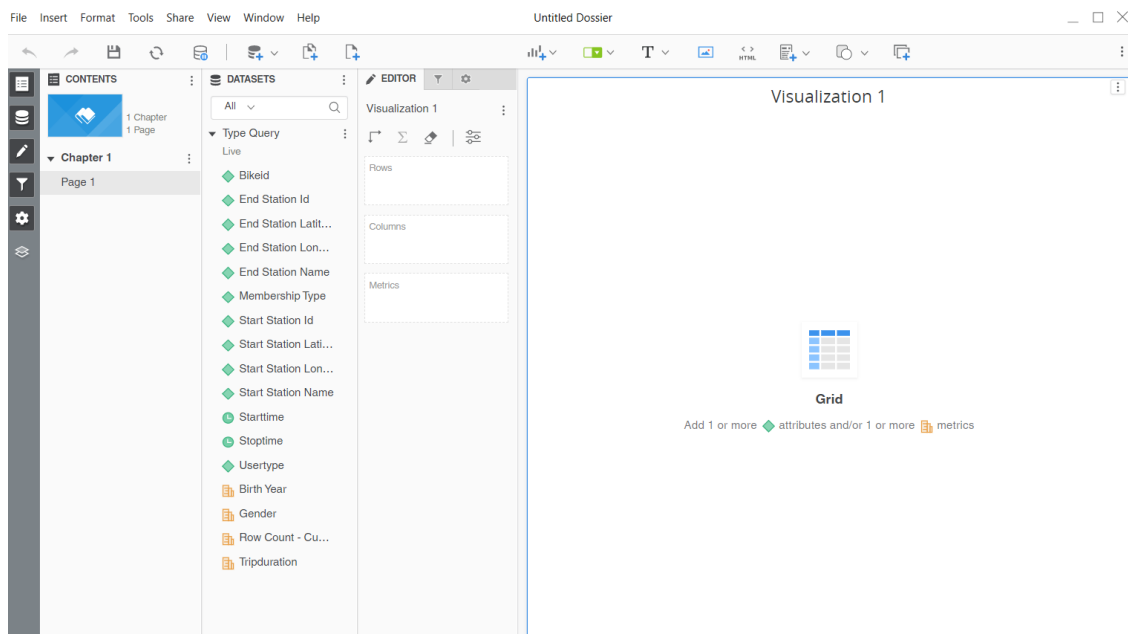 File Insert Format Tools Share View Window Help
Untitled Dossier
T
< >
HTML
CONTENTS
1 Chapter
1 Page
Chapter 1
Page 1
DATASETS
All
Type Query
Live
Bikeid
End Station Id
End Station Latit...
End Station Lon...
End Station Name
Membership Type
Start Station Id
Start Station Lati...
Start Station Lon...
Start Station Name
Starttime
Stoptime
Usertype
Birth Year
Gender
Row Count - Cu...
Tripduration
EDITOR
Visualization 1
Σ
Rows
Columns
Metrics
Visualization 1
Grid
Add 1 or more attributes and/or 1 or more metrics